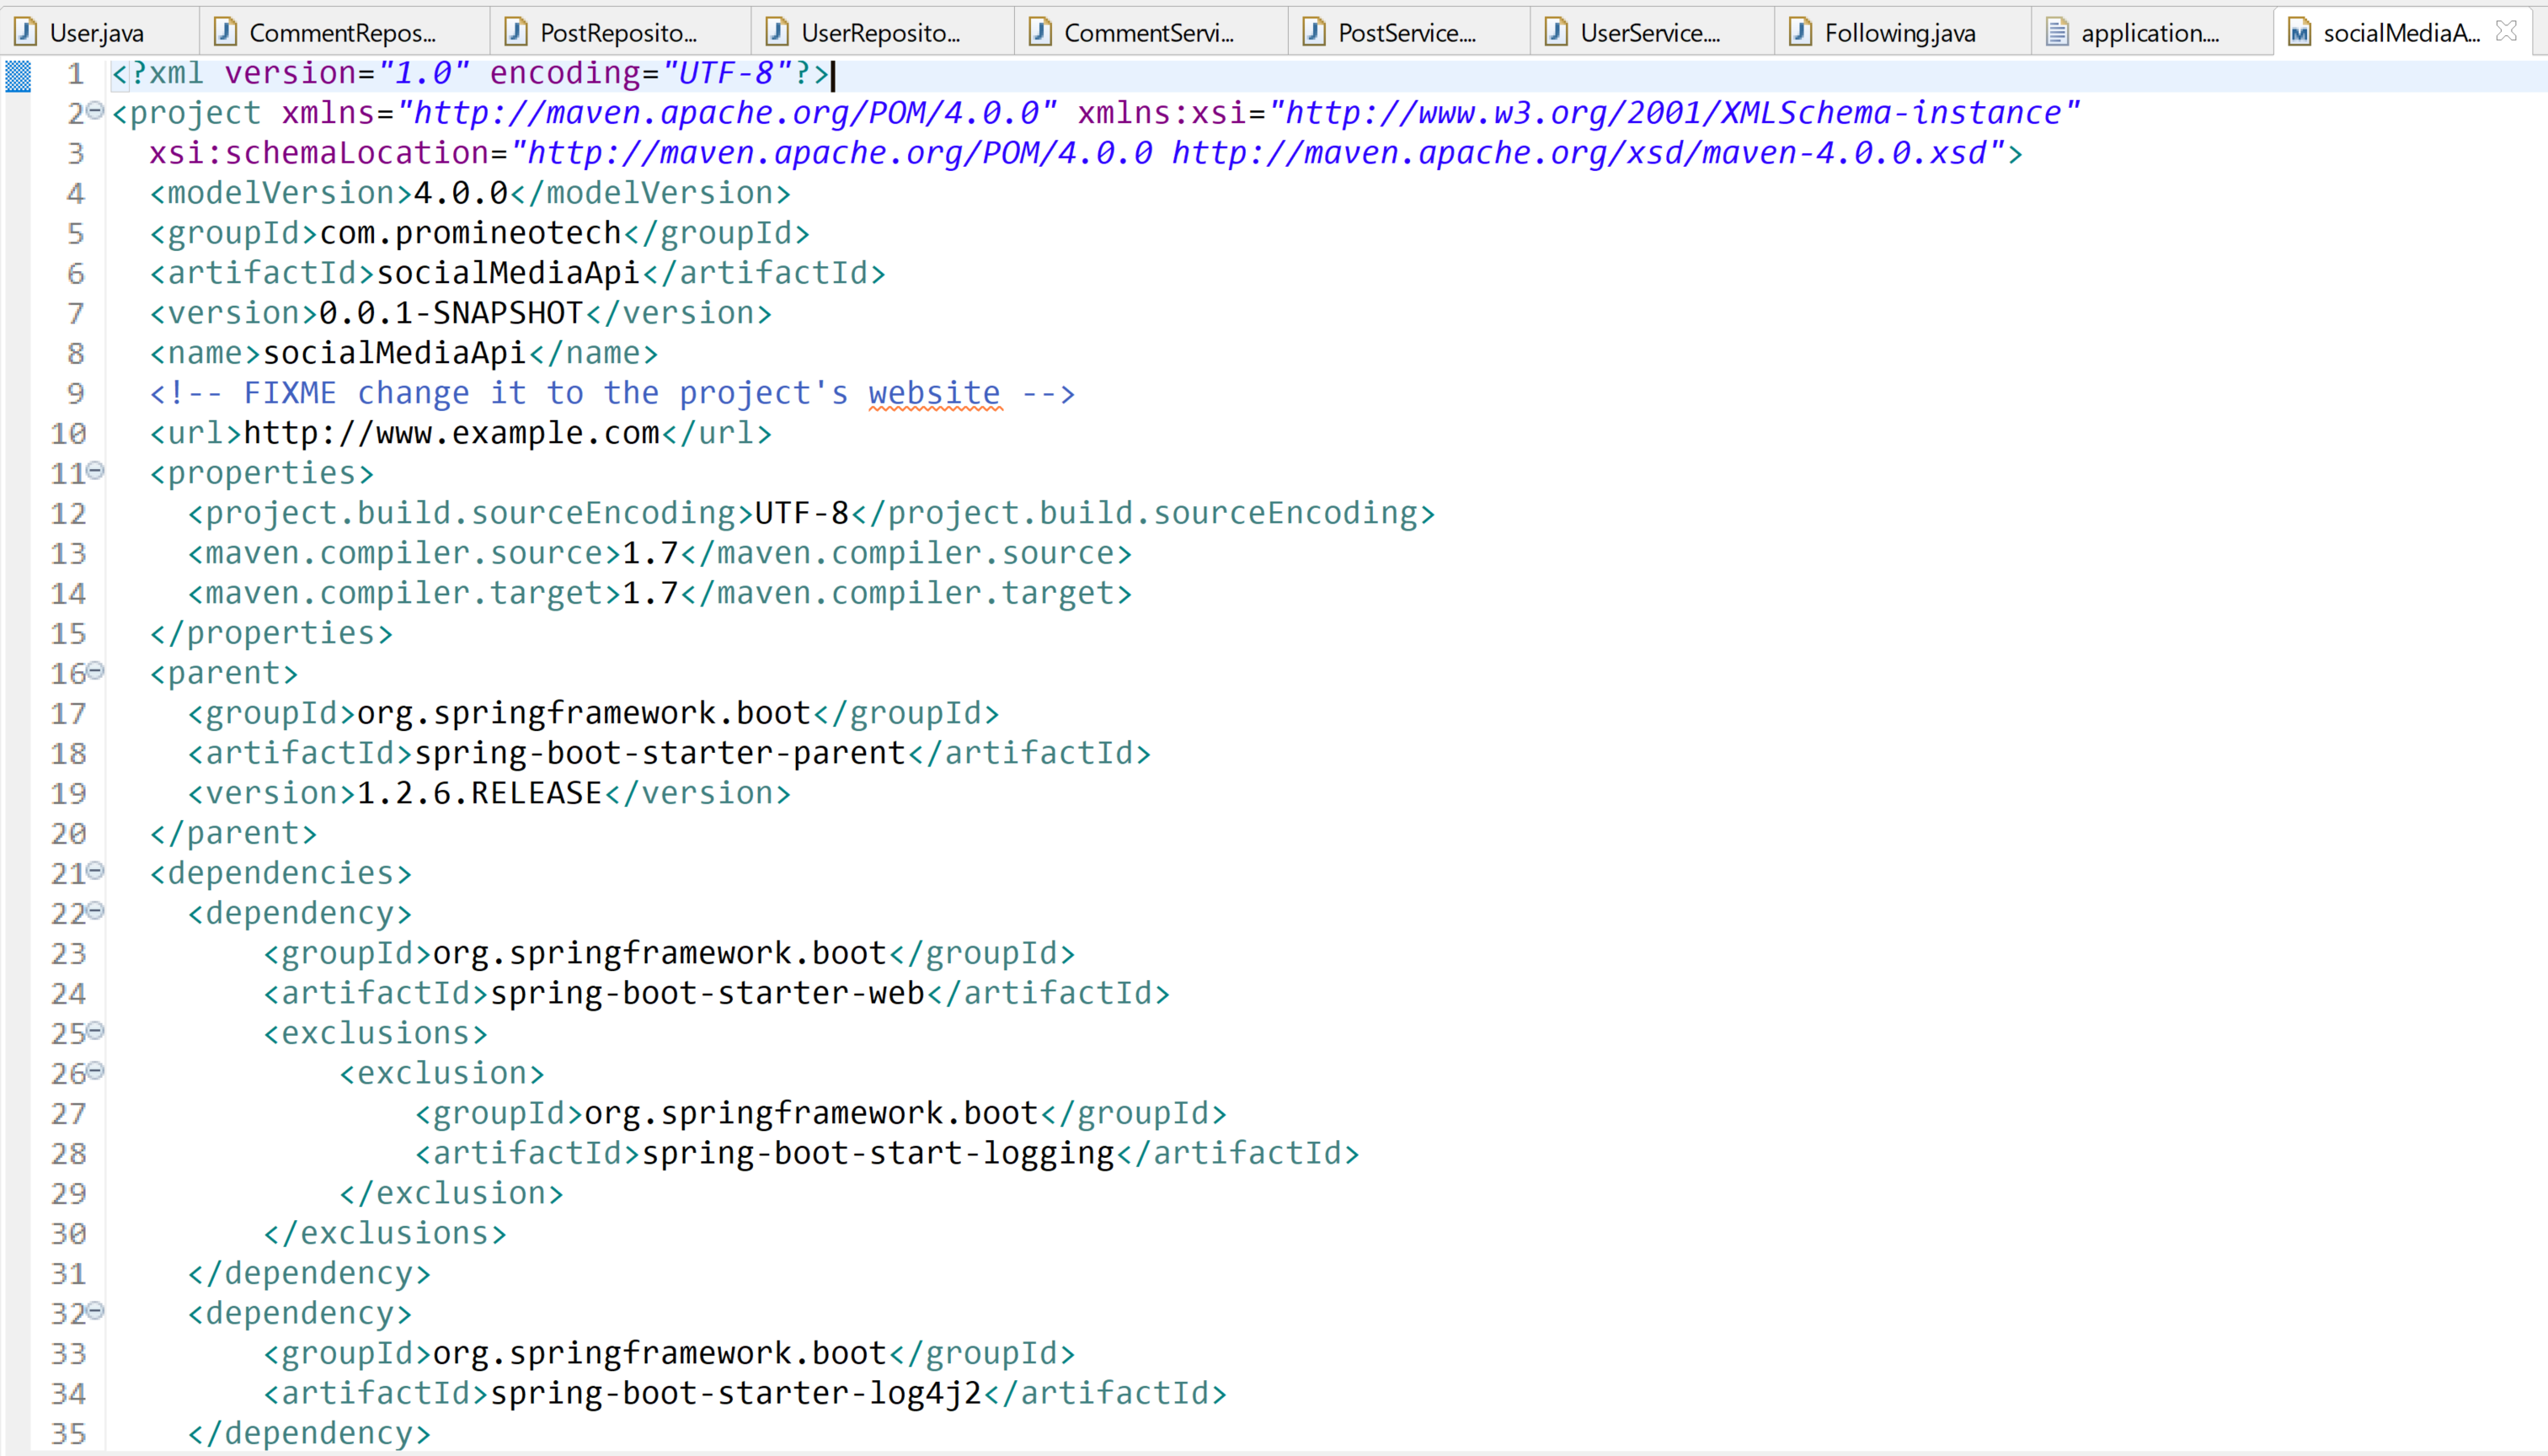 User.java CommentRepos... PostReposito... UserReposito... CommentServi... PostService.... UserService.... Following.java application.... socialMediaA...
1 <?xml version="1.0" encoding="UTF-8"?>
2 <project xmlns="http://maven.apache.org/POM/4.0.0" xmlns:xsi="http://www.w3.org/2001/XMLSchema-instance"
3 xsi:schemaLocation="http://maven.apache.org/POM/4.0.0 http://maven.apache.org/xsd/maven-4.0.0.xsd">
4 <modelVersion>4.0.0</modelVersion>
5 <groupId>com.promineotech</groupId>
6 <artifactId>socialMediaApi</artifactId>
7 <version>0.0.1-SNAPSHOT</version>
8 <name>socialMediaApi</name>
9 <!-- FIXME change it to the project's website -->
10 <url>http://www.example.com</url>
11 <properties>
12 <project.build.sourceEncoding>UTF-8</project.build.sourceEncoding>
13 <maven.compiler.source>1.7</maven.compiler.source>
14 <maven.compiler.target>1.7</maven.compiler.target>
15 </properties>
16 <parent>
17 <groupId>org.springframework.boot</groupId>
18 <artifactId>spring-boot-starter-parent</artifactId>
19 <version>1.2.6.RELEASE</version>
20 </parent>
21 <dependencies>
22 <dependency>
23 <groupId>org.springframework.boot</groupId>
24 <artifactId>spring-boot-starter-web</artifactId>
25 <exclusions>
26 <exclusion>
27 <groupId>org.springframework.boot</groupId>
28 <artifactId>spring-boot-start-logging</artifactId>
29 </exclusion>
30 </exclusions>
31 </dependency>
32 <dependency>
33 <groupId>org.springframework.boot</groupId>
34 <artifactId>spring-boot-starter-log4j2</artifactId>
35 </dependency>